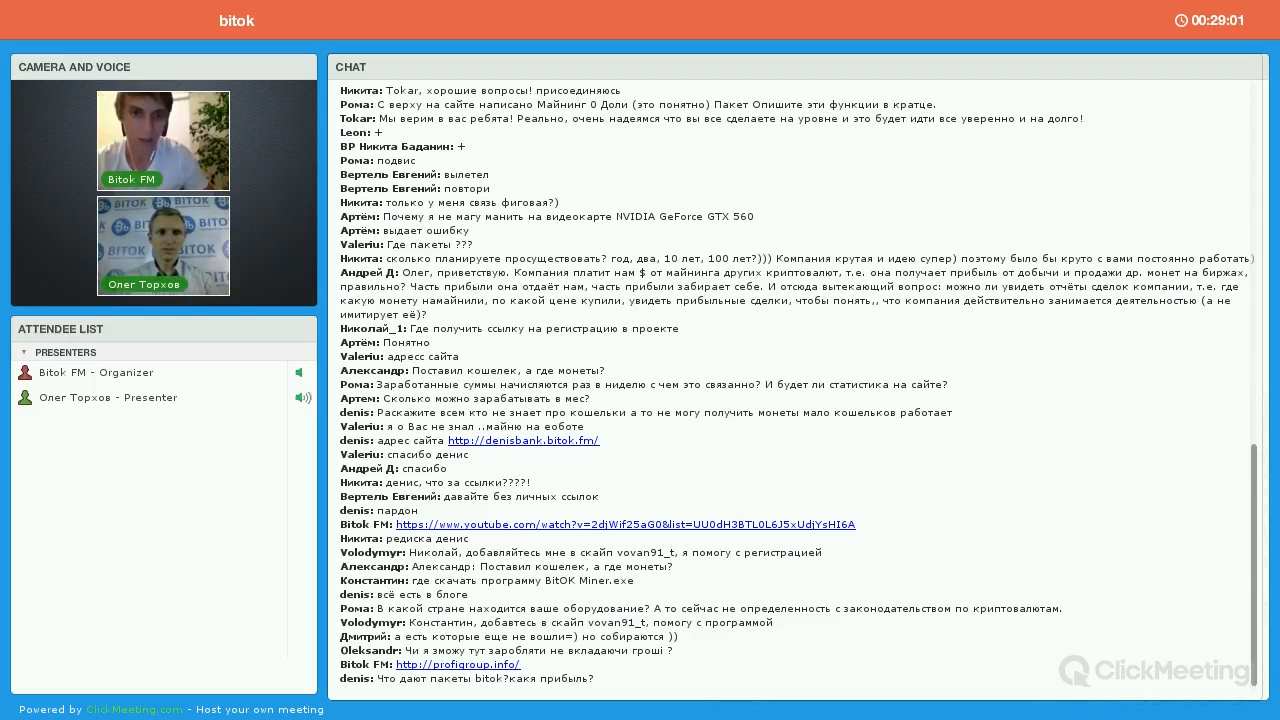 bitok
00:29:01
CAMERA AND VOICE
Bitok FM
BITOK
BITOK
BITOK
Олег Торхов
ATTENDEE LIST
PRESENTERS
Bitok FM - Organizer
Олег Торхов - Presenter
CHAT
Никита: Tokar, хорошие вопросы! присоединяюсь
Рома: С верху на сайте написано Майнинг 0 Доли (это понятно) Пакет Опишите эти функции в кратце.
Tokar: Мы верим в вас ребята! Реально, очень надеямся что вы все сделаете на уровне и это будет идти все уверенно и на долго!
Leon: +
ВР Никита Баданин: +
Рома: подвис
Вертель Евгений: вылетел
Вертель Евгений: повтори
Никита: только у меня связь фиговая?)
Артём: Почему я не магу манить на видеокарте NVIDIA GeForce GTX 560
Артём: выдает ошибку
Valeriu: Где пакеты ???
Никита: сколько планируете просуществовать? год, два, 10 лет, 100 лет?))) Компания крутая и идею супер) поэтому было бы круто с вами постоянно работать)
Андрей Д: Олег, приветствую. Компания платит нам $ от майнинга других криптовалют, т.е. она получает прибыль от добычи и продажи др. монет на биржах,
правильно? Часть прибыли она отдаёт нам, часть прибыли забирает себе. И отсюда вытекающий вопрос: можно ли увидеть отчёты сделок компании, т.е. где
какую монету намайнили, по какой цене купили, увидеть прибыльные сделки, чтобы понять,, что компания действительно занимается деятельностью (а не
имитирует её)?
Николай_1: Где получить ссылку на регистрацию в проекте
Артём: Понятно
Valeriu: адресс сайта
Александр: Поставил кошелек, а где монеты?
Рома: Заработанные суммы начисляются раз в ниделю с чем это связанно? И будет ли статистика на сайте?
Артем: Сколько можно зарабатывать в мес?
denis: Раскажите всем кто не знает про кошельки а то не могу получить монеты мало кошельков работает
Valeriu: я о Вас не знал ..майню на еоботе
denis: адрес сайта http://denisbank.bitok.fm/
Valeriu: спасибо денис
Андрей Д: спасибо
Никита: денис, что за ссылки????!
Вертель Евгений: давайте без личных ссылок
denis: пардон
Bitok FM: https://www.youtube.com/watch?v=2djWif25aG0&list=UU0dH3BTL0L6J5xUdjYsHI6A
Никита: редиска денис
Volodymyr: Николай, добавляйтесь мне в скайп vovan91_t, я помогу с регистрацией
Александр: Александр: Поставил кошелек, а где монеты?
Константин: где скачать программу BitOK Miner.exe
denis: всё есть в блоге
Рома: В какой стране находится ваше оборудование? А то сейчас не определенность с законодательством по криптовалютам.
Volodymyr: Константин, добавтесь в скайп vovan91_t, помогу с программой
Дмитрий: а есть которые еще не вошли=) но собираются ))
Oleksandr: Чи я зможу тут заробляти не вкладаючи гроші ?
Bitok FM: http://profigroup.info/
denis: Что дают пакеты bitok?какя прибыль?
ClickMeeting
Powered by ClickMeeting.com - Host your own meeting